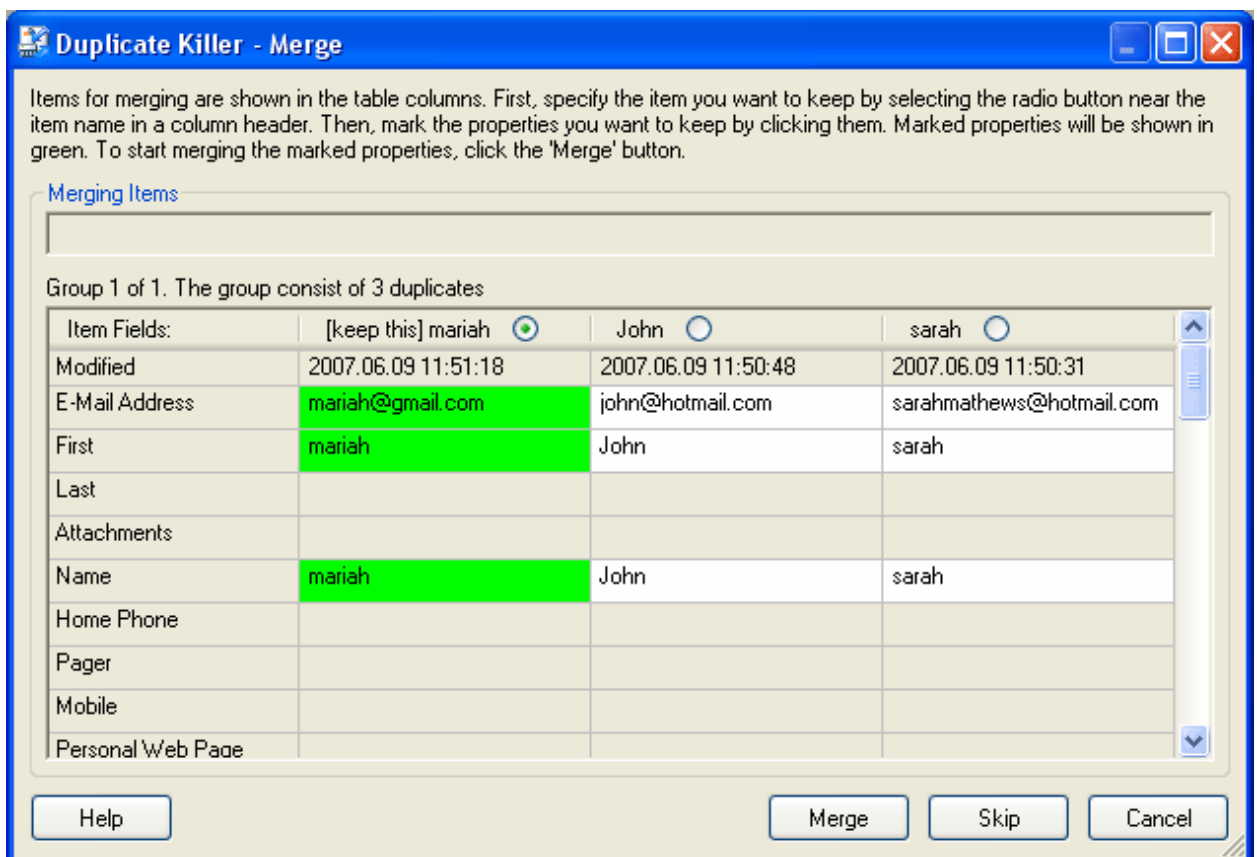 Duplicate Killer - Merge
Items for merging are shown in the table columns. First, specify the item you want to keep by selecting the radio button near the
item name in a column header. Then, mark the properties you want to keep by clicking them. Marked properties will be shown in
green. To start merging the marked properties, click the 'Merge' button.
Merging Items
Group 1 of 1. The group consist of 3 duplicates
Item Fields: [keep this] mariah John sarah
Modified 2007.06.09 11:51:18 2007.06.09 11:50:48 2007.06.09 11:50:31
E-Mail Address mariah@gmail.com john@hotmail.com sarahmathews@hotmail.com
First mariah John sarah
Last
Attachments
Name mariah John sarah
Home Phone
Pager
Mobile
Personal Web Page
Help Merge Skip Cancel